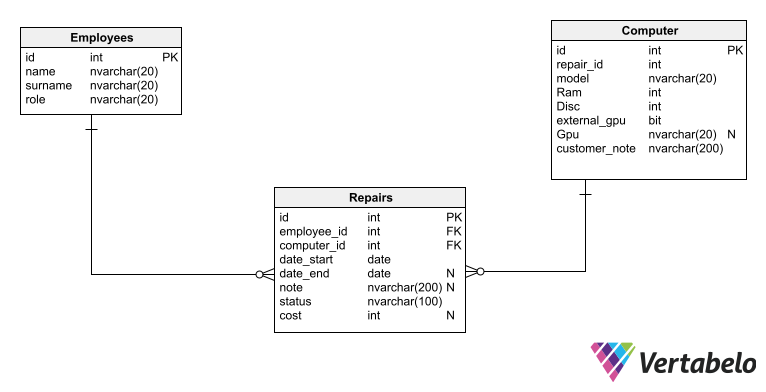 Employees
id int PK
name nvarchar(20)
surname nvarchar(20)
role nvarchar(20)
Computer
id int PK
repair_id int
model nvarchar(20)
Ram int
Disc int
external_gpu bit
Gpu nvarchar(20) N
customer_note nvarchar(200)
Repairs
id int PK
employee_id int FK
computer_id int FK
date_start date
date_end date N
note nvarchar(200) N
status nvarchar(100)
cost int N
Vertabelo